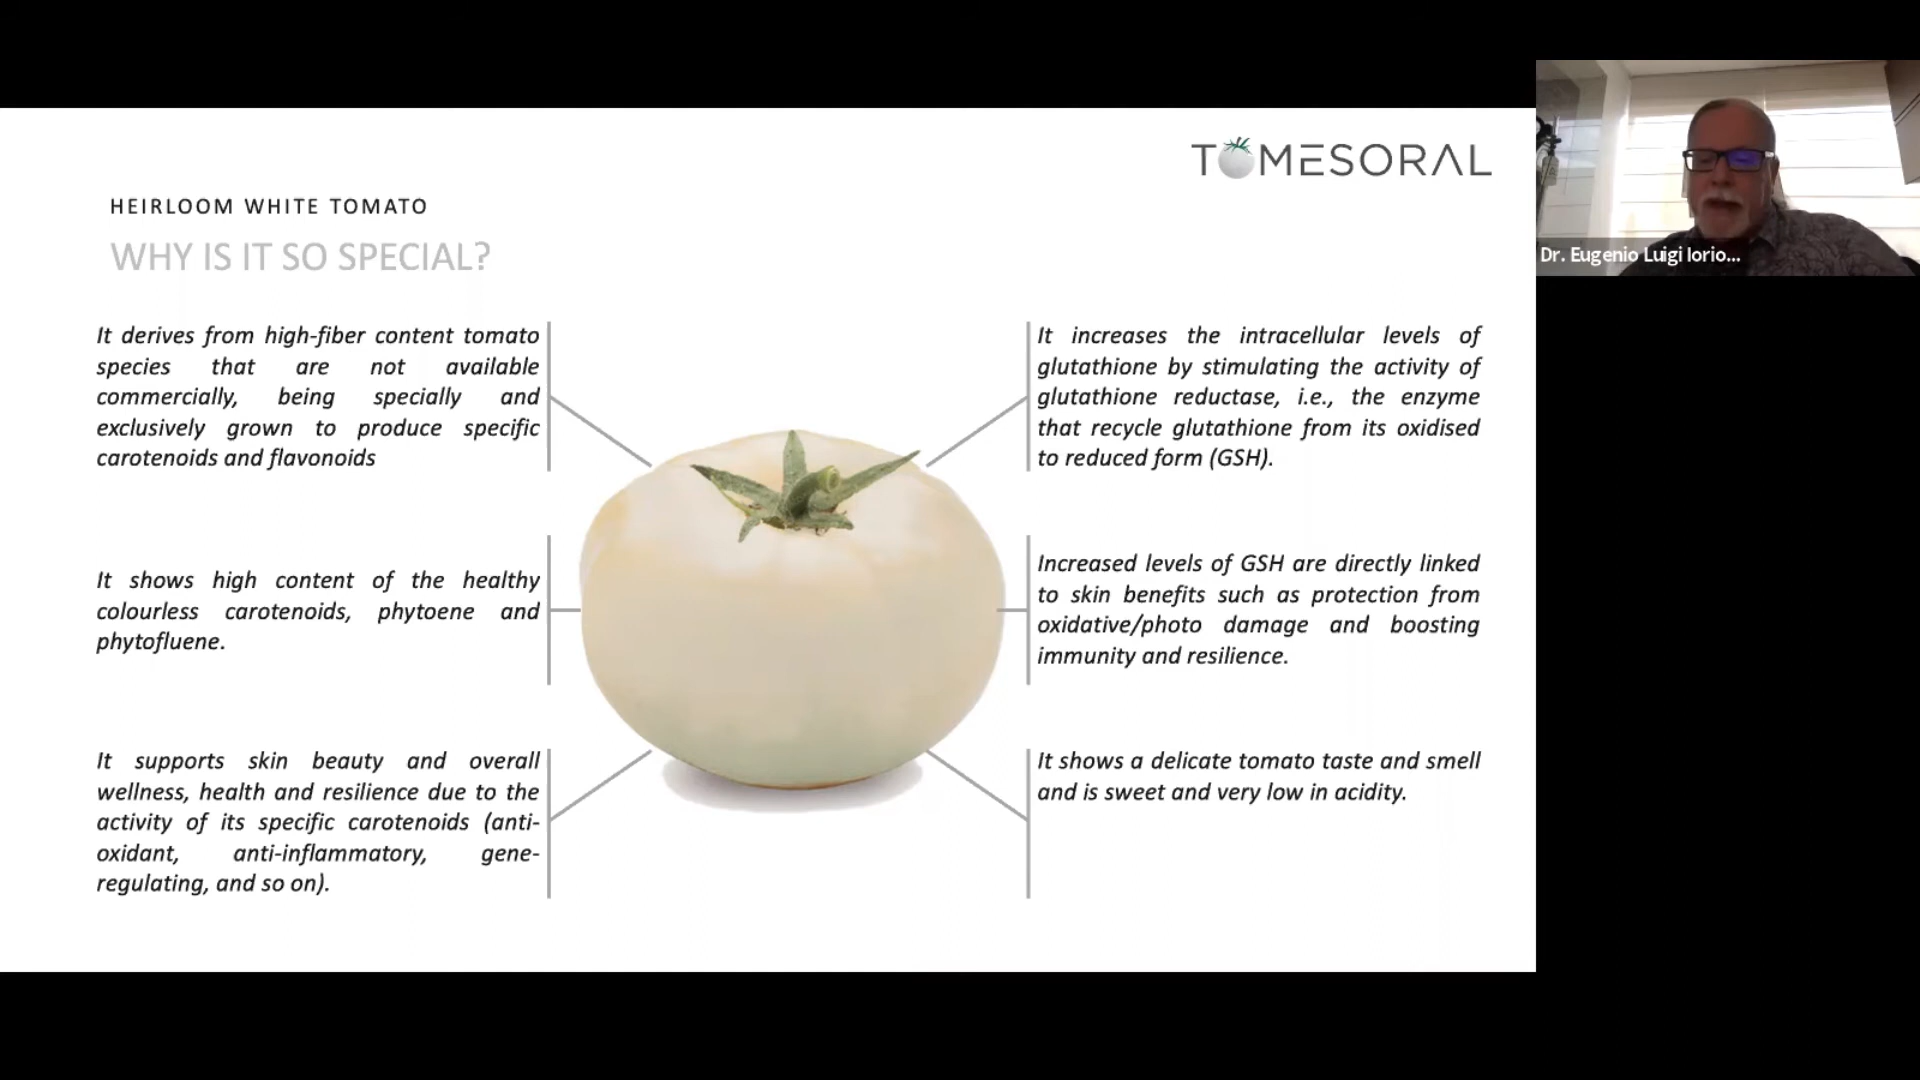 TOMESORAL
HEIRLOOM WHITE TOMATO
WHY IS IT SO SPECIAL?
It derives from high-fiber content tomato
species that are not available
commercially, being specially and
exclusively grown to produce specific
carotenoids and flavonoids
It shows high content of the healthy
colourless carotenoids, phytoene and
phytofluene.
It supports skin beauty and overall
wellness, health and resilience due to the
activity of its specific carotenoids (anti-
oxidant, anti-inflammatory, gene-
regulating, and so on).
It increases the intracellular levels of
glutathione by stimulating the activity of
glutathione reductase, i.e., the enzyme
that recycle glutathione from its oxidised
to reduced form (GSH).
Increased levels of GSH are directly linked
to skin benefits such as protection from
oxidative/photo damage and boosting
immunity and resilience.
It shows a delicate tomato taste and smell
and is sweet and very low in acidity.
Dr. Eugenio Luigi Iorio...